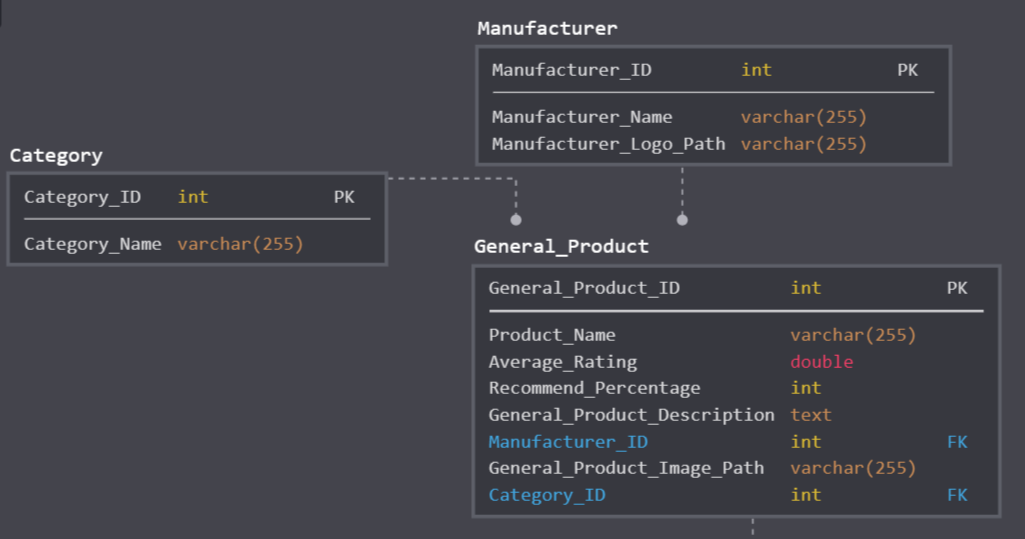 Manufacturer
Manufacturer_ID int PK
Manufacturer_Name varchar(255)
Manufacturer_Logo_Path varchar(255)
Category
Category_ID int PK
Category_Name varchar(255)
General_Product
General_Product_ID int PK
Product_Name varchar(255)
Average_Rating double
Recommend_Percentage int
General_Product_Description text
Manufacturer_ID int FK
General_Product_Image_Path varchar(255)
Category_ID int FK